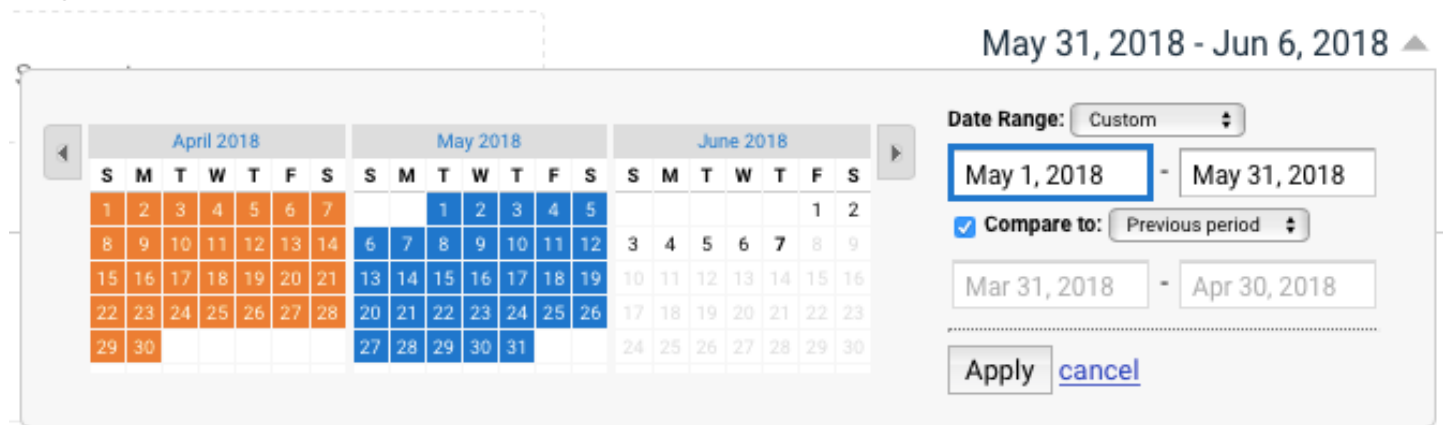 May 31, 2018 - Jun 6, 2018
Date Range: Custom
April 2018 May 2018 June 2018
May 1, 2018 - May 31, 2018
S M T W T F S S M T W T F S S M T W T F S
1 2 3 4 5 6 7 1 2 3 4 5 1 2
Compare to: Previous period
8 9 10 11 12 13 14 6 7 8 9 10 11 12 3 4 5 6 7 8 9
15 16 17 18 19 20 21 13 14 15 16 17 18 19 10 11 12 13 14 15 16
Mar 31, 2018 - Apr 30, 2018
22 23 24 25 26 27 28 20 21 22 23 24 25 26 17 18 19 20 21 22 23
29 30 27 28 29 30 31 24 25 26 27 28 29 30
Apply cancel